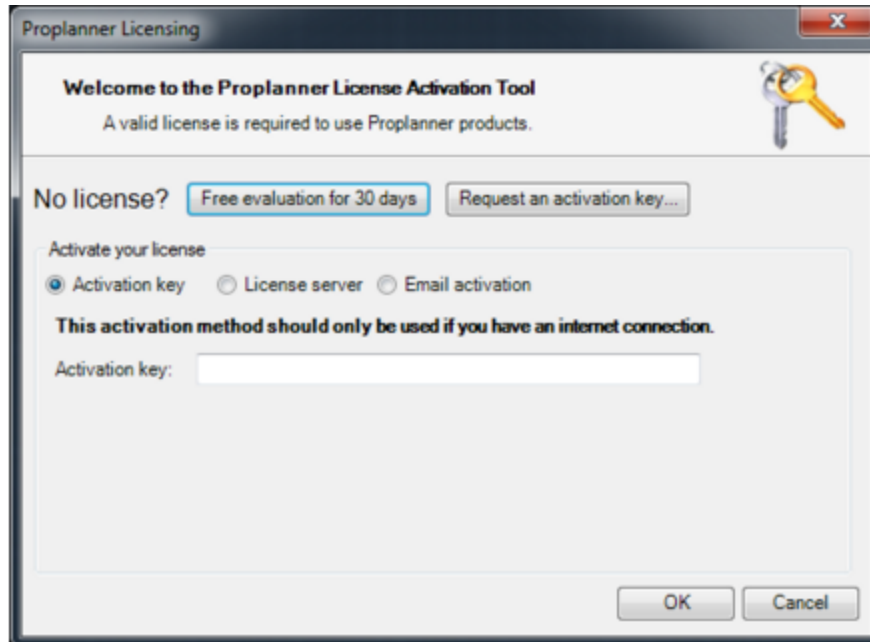 Proplanner Licensing
Welcome to the Proplanner License Activation Tool
A valid license is required to use Proplanner products.
No license? Free evaluation for 30 days Request an activation key...
Activate your license
Activation key License server Email activation
This activation method should only be used if you have an internet connection.
Activation key:
OK Cancel